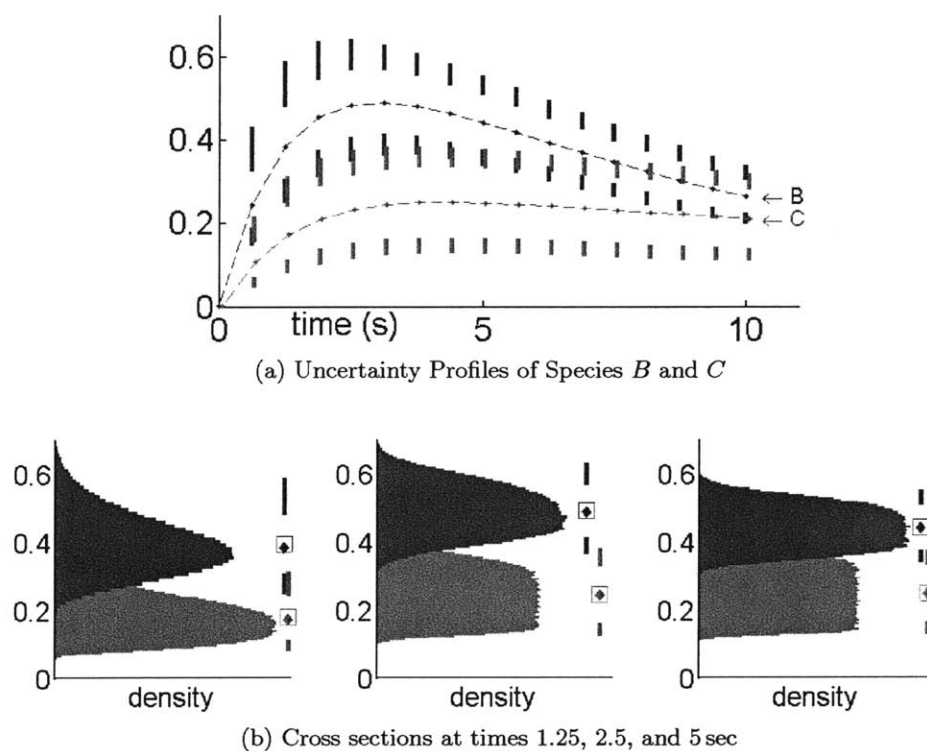 0.6
0.4
0.2
0
← B
← C
0 time (s) 5 10
(a) Uncertainty Profiles of Species B and C
0.6 0.6 0.6
0.4 0.4 0.4
0.2 0.2 0.2
0 0 0
density density density
(b) Cross sections at times 1.25, 2.5, and 5 sec